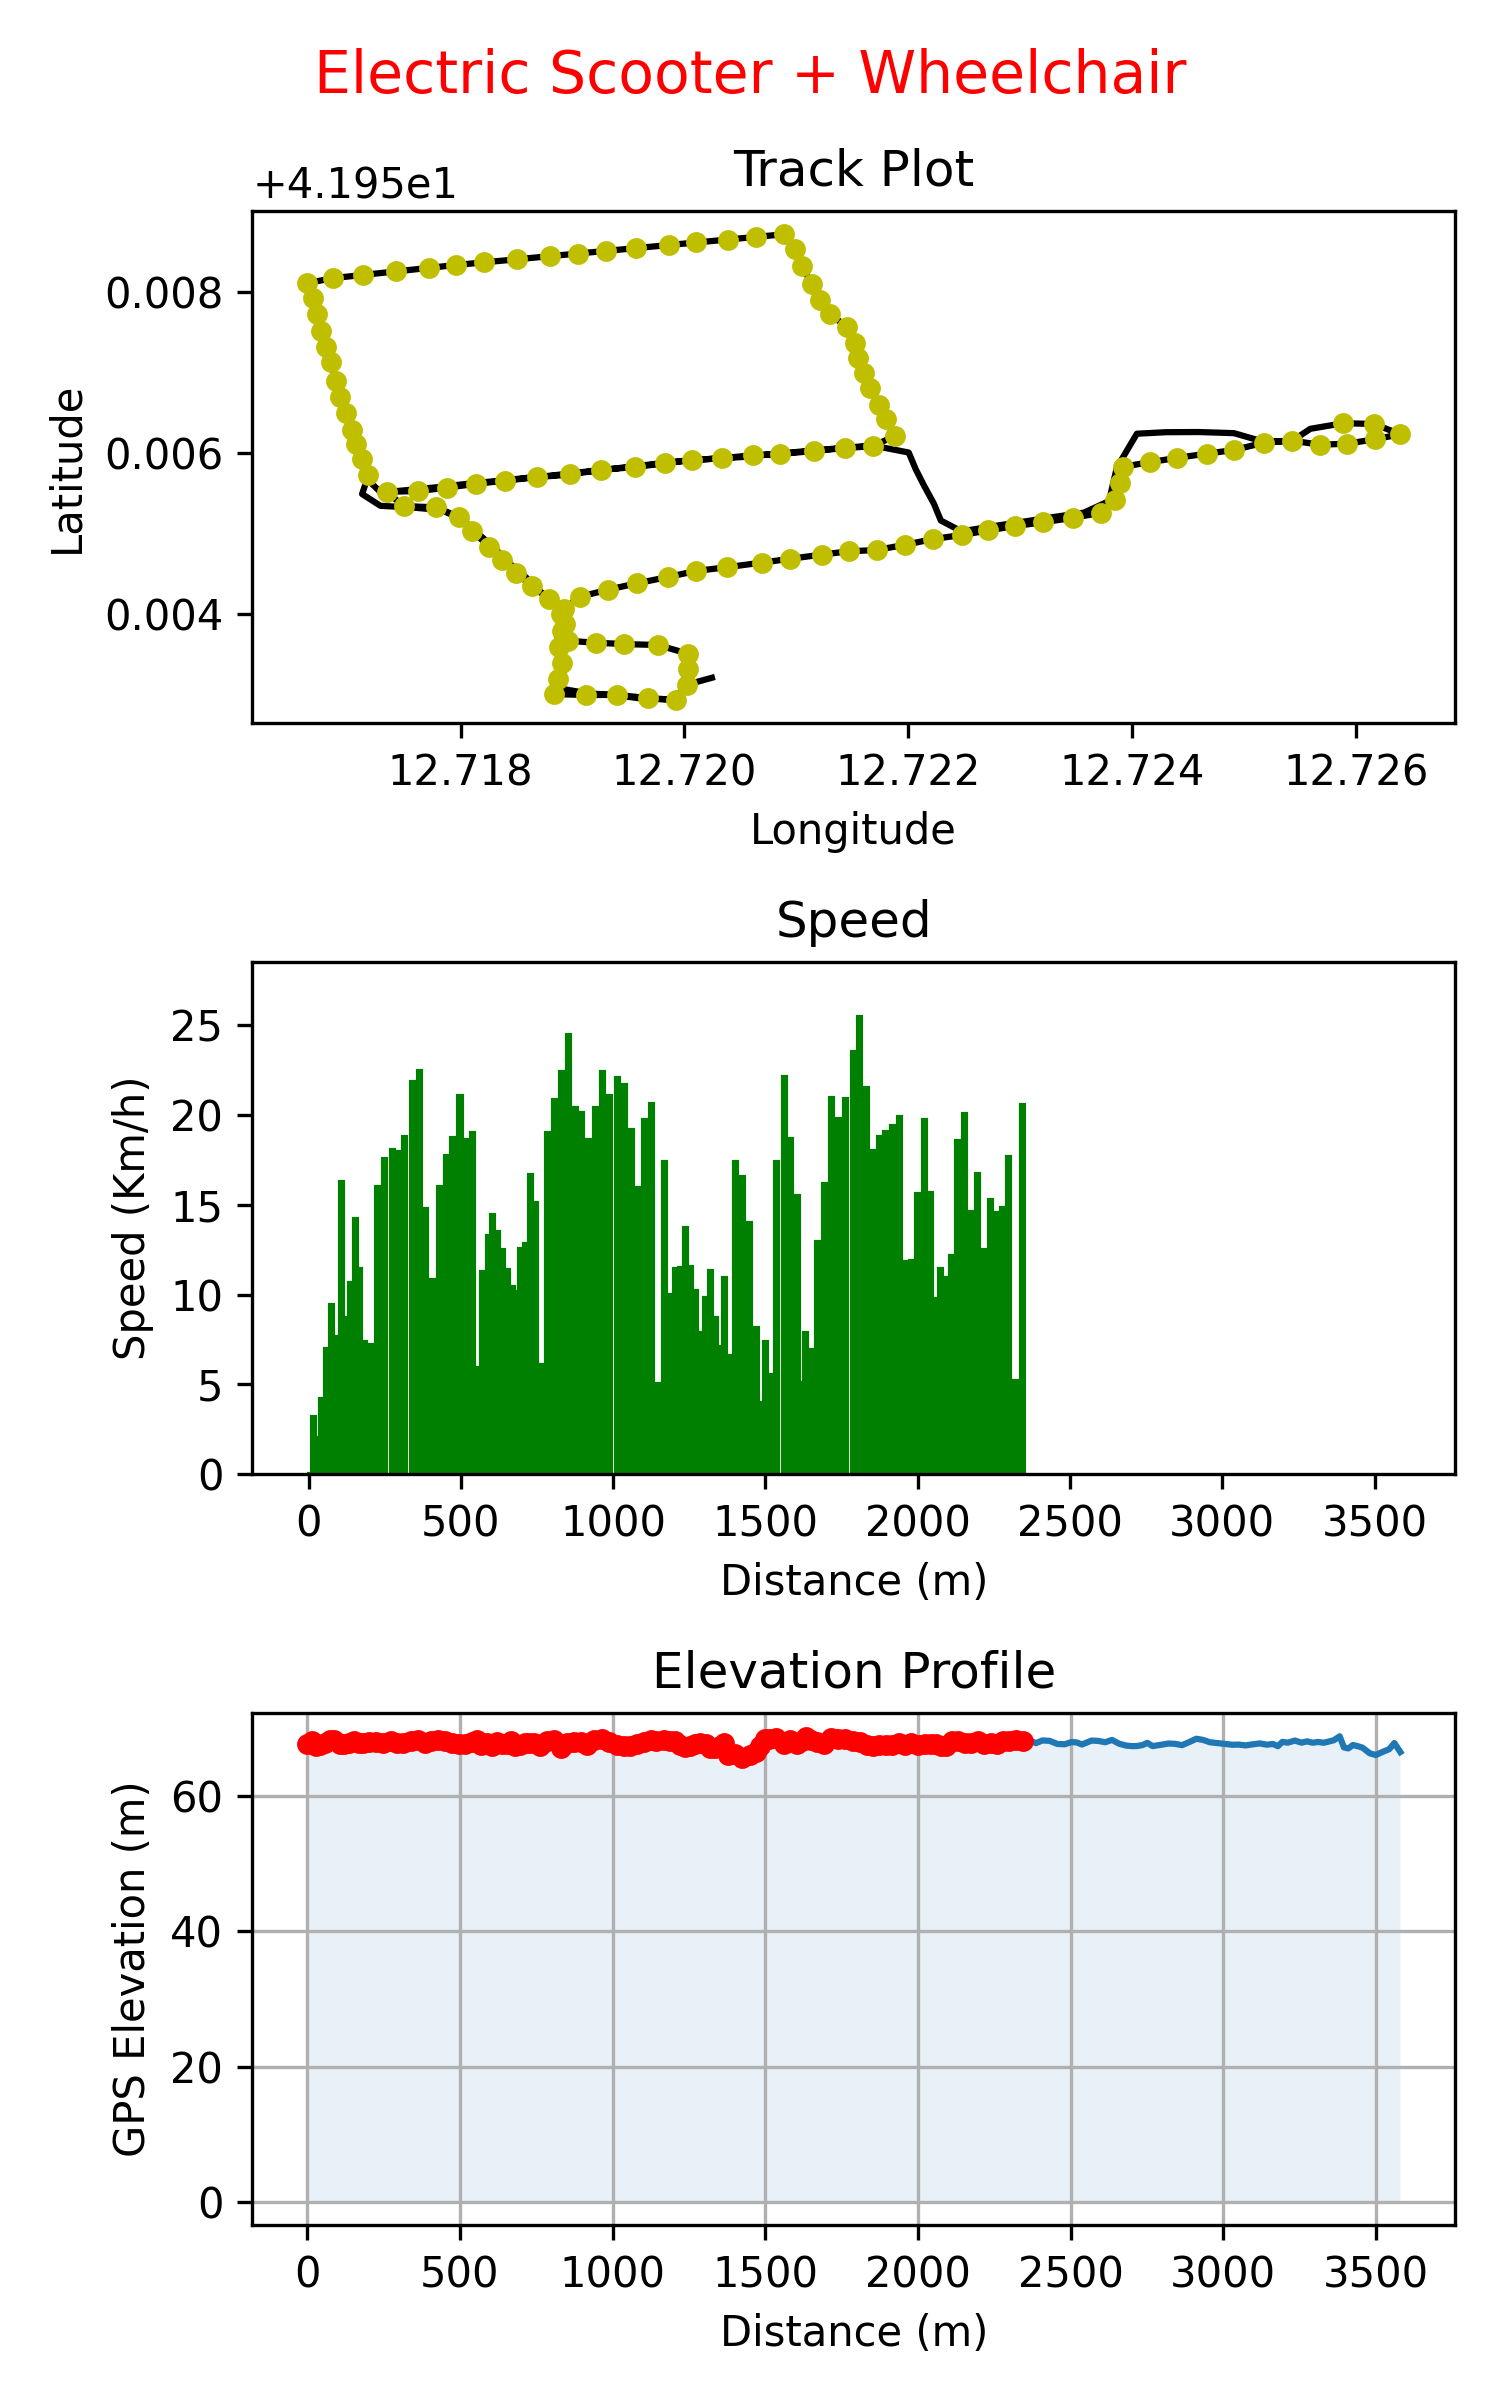 Electric Scooter + Wheelchair
Track Plot
+4.195e1
0.008
0.006
0.004
Latitude
12.718 12.720 12.722 12.724 12.726
Longitude
Speed
25
20
15
10
5
0
Speed (Km/h)
0 500 1000 1500 2000 2500 3000 3500
Distance (m)
Elevation Profile
60
40
20
0
GPS Elevation (m)
0 500 1000 1500 2000 2500 3000 3500
Distance (m)